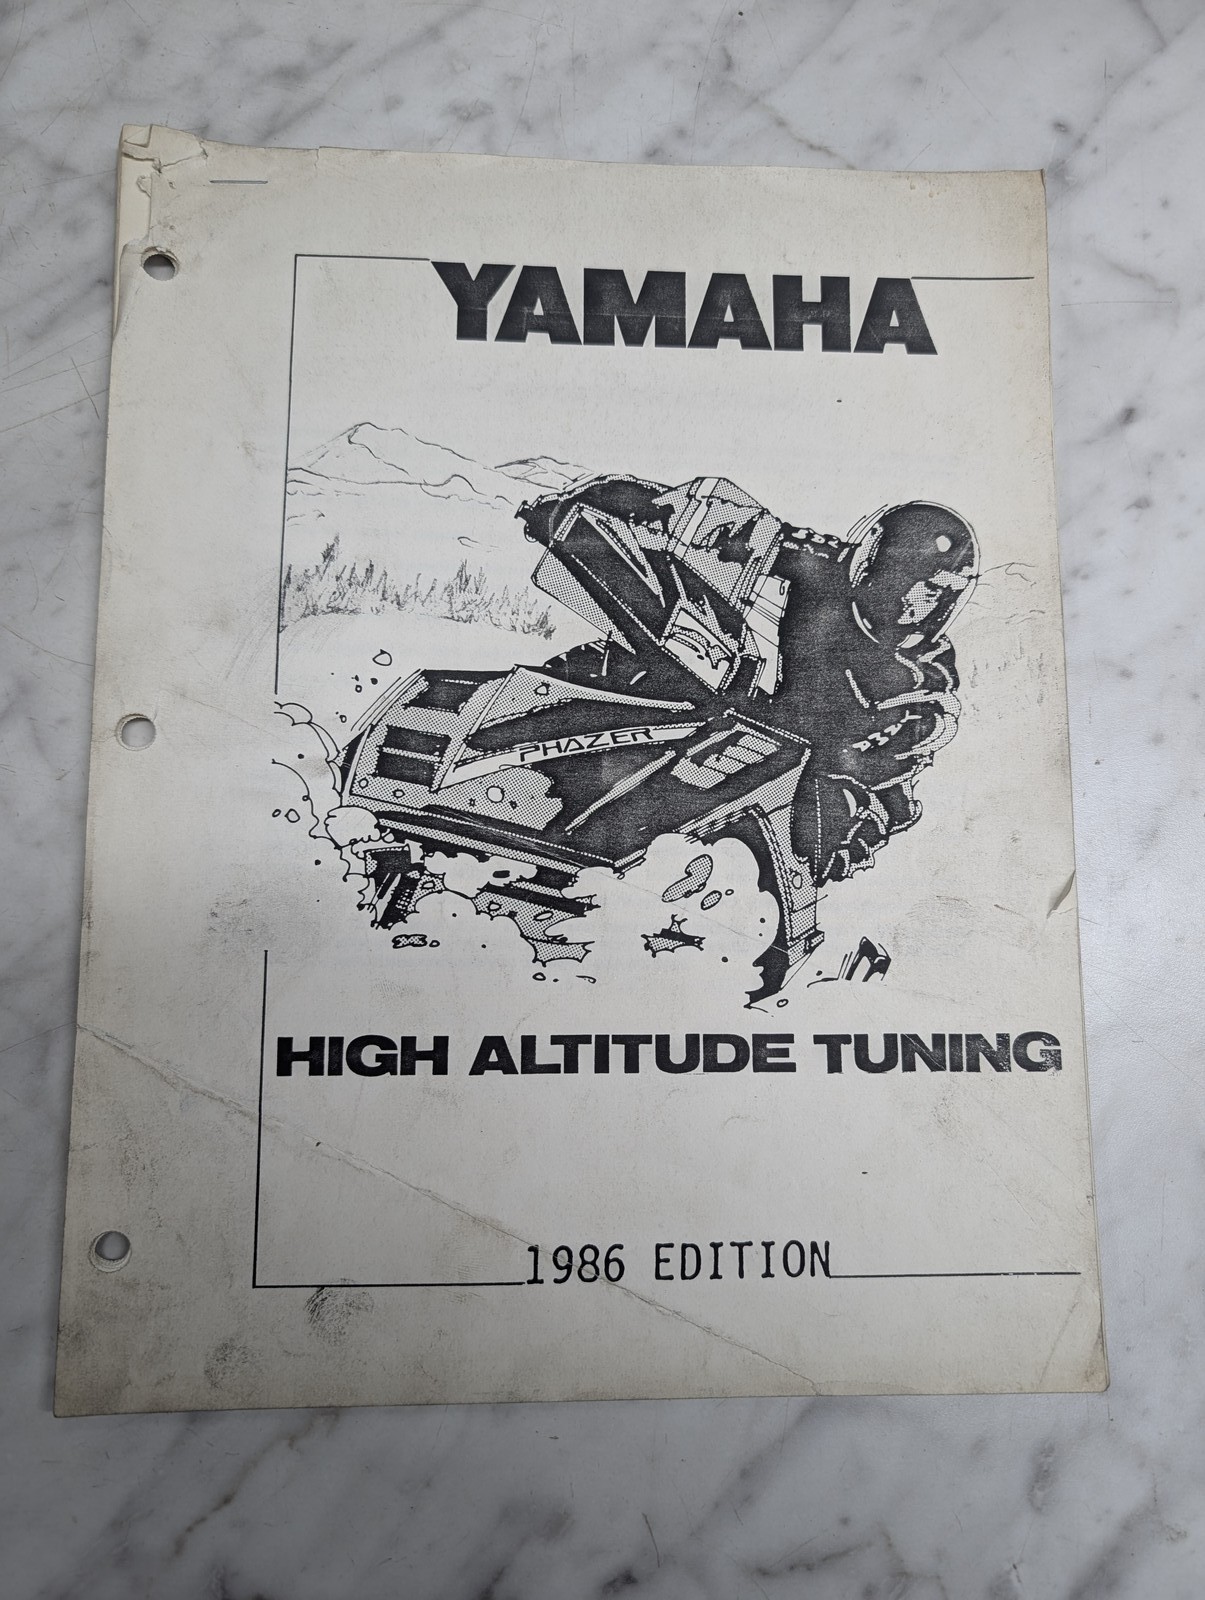 YAMAHA
PHAZER
HIGH ALTITUDE TUNING
1986 EDITION